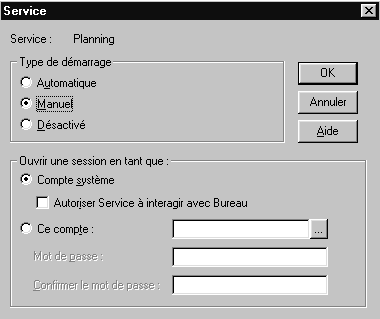 Service
Service : Planning
Type de démarrage
Automatique
Manuel
Désactivé
OK
Annuler
Aide
Ouvrir une session en tant que :
Compte système
Autoriser Service à interagir avec Bureau
Ce compte :
...
Mot de passe :
Confirmer le mot de passe :